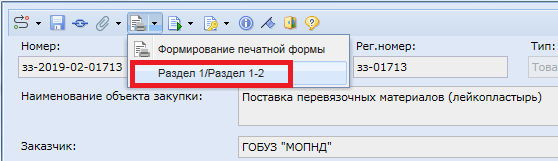 Формирование печатной формы
Раздел 1/Раздел 1-2
Номер: Рег.номер: Тип:
зз-2019-02-01713 зз-01713 Това
Наименование объекта закупки: Поставка перевязочных материалов (лейкопластырь)
Заказчик: ГОБУЗ "МОПНД"